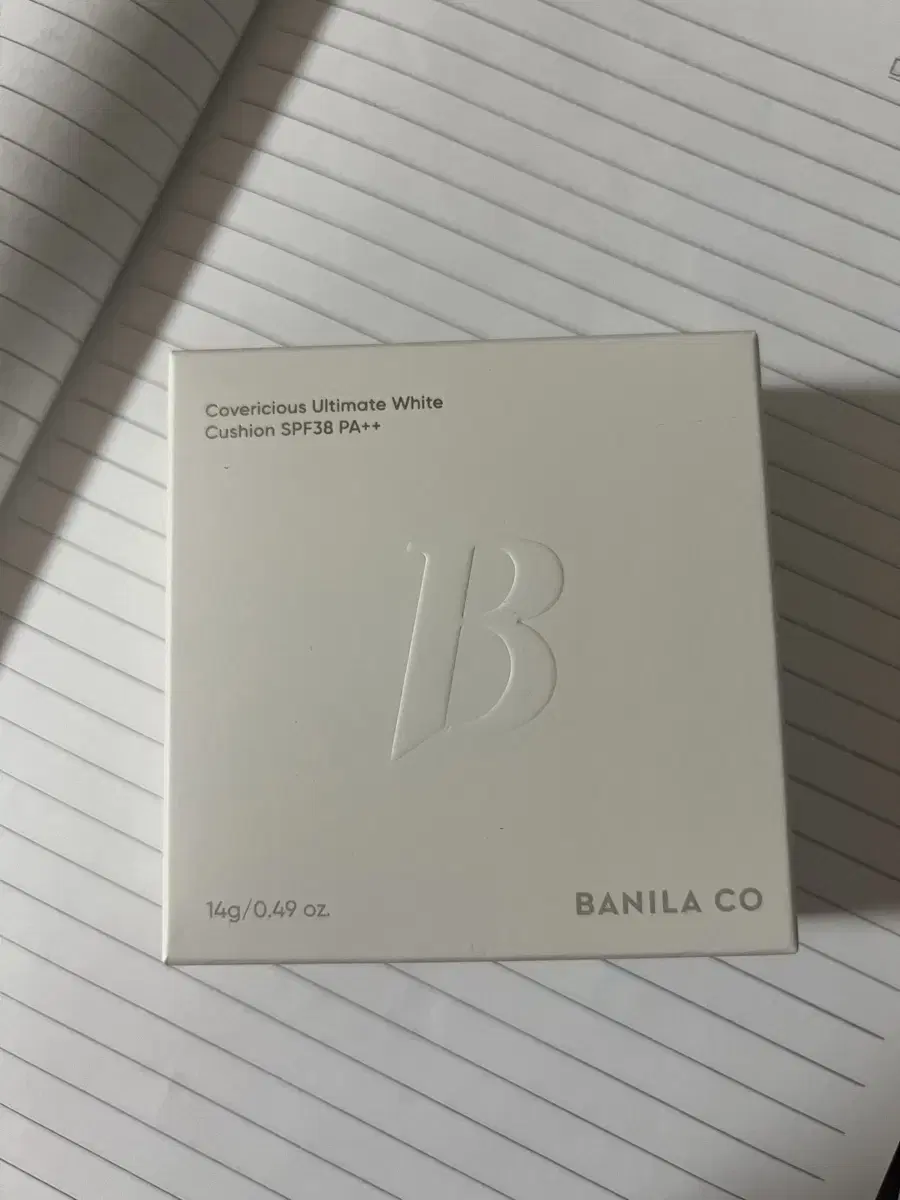 Covericious Ultimate White
Cushion SPF38 PA++
B
14g/0.49 oz.
BANILA CO